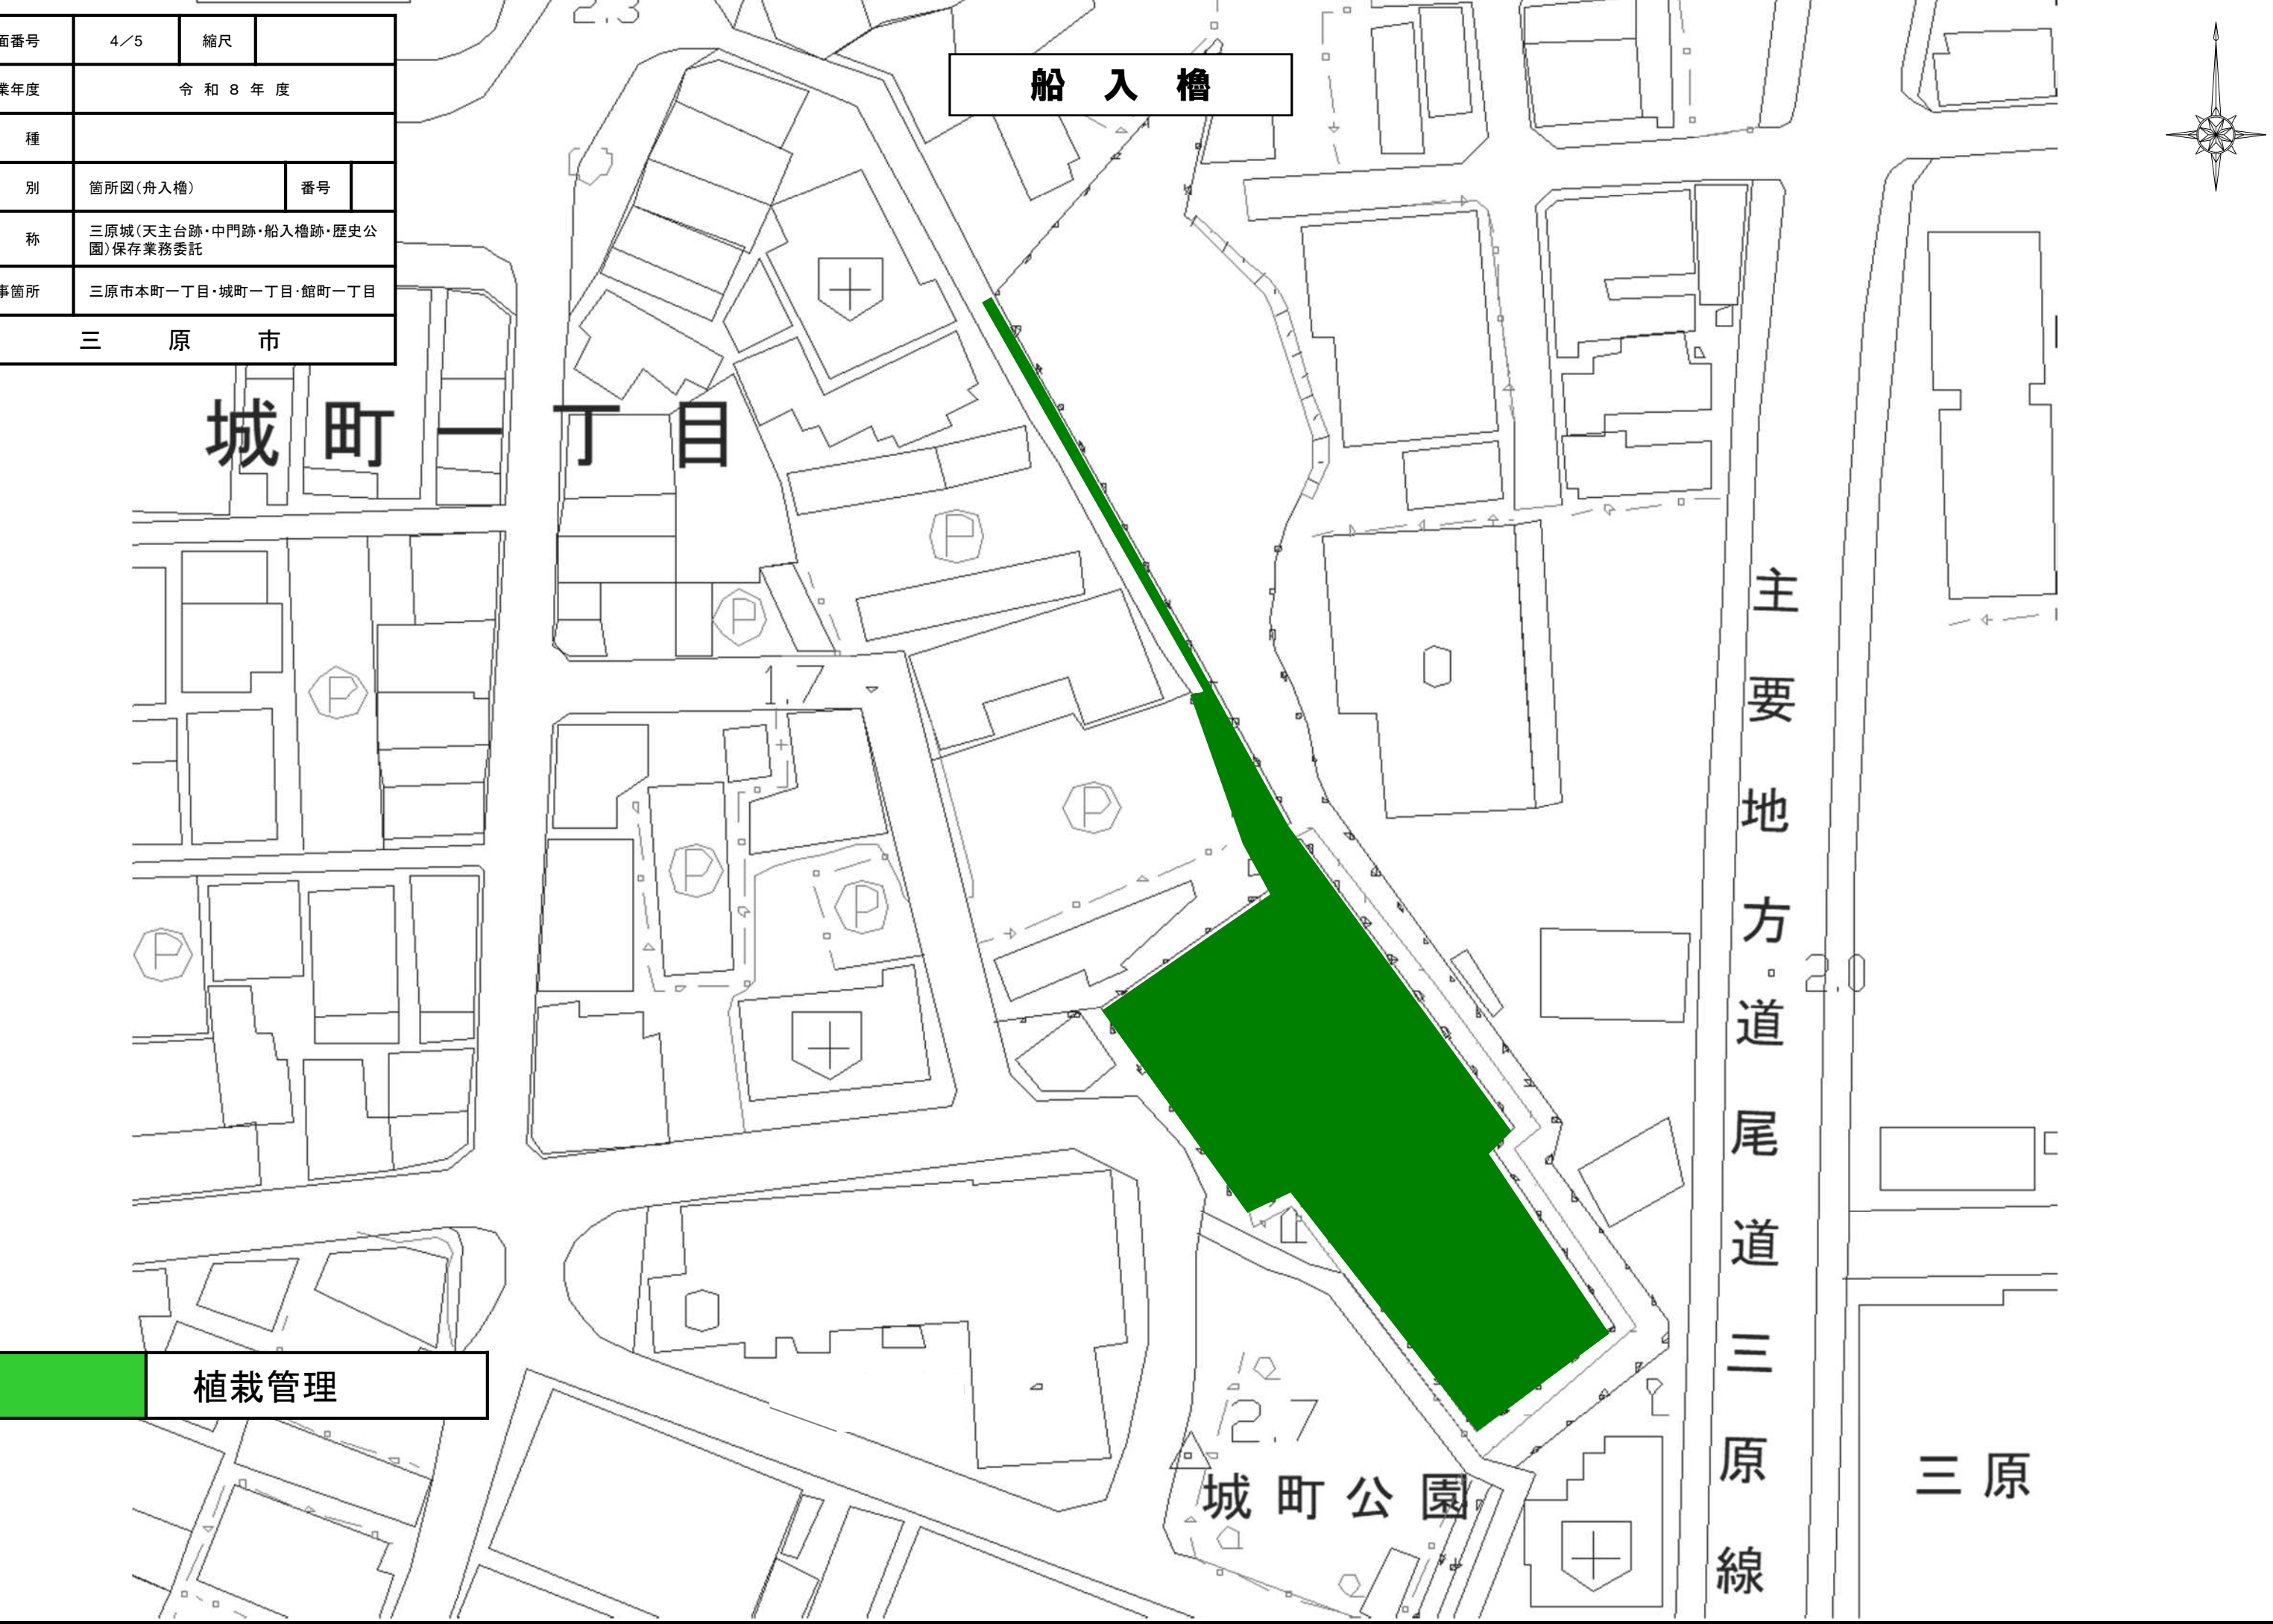 面番号 4／5 縮尺
業年度 令和８年度
種
別 箇所図(舟入櫓) 番号
称 三原城(天主台跡・中門跡・船入櫓跡・歴史公
園)保存業務委託
事箇所 三原市本町一丁目・城町一丁目・館町一丁目
三原市
2.3
船入櫓
城町一丁目
P
P
P
1.7
P
P
P
P
主要地方道尾道三原線
2.0
植栽管理
2.7
城町公園
三原